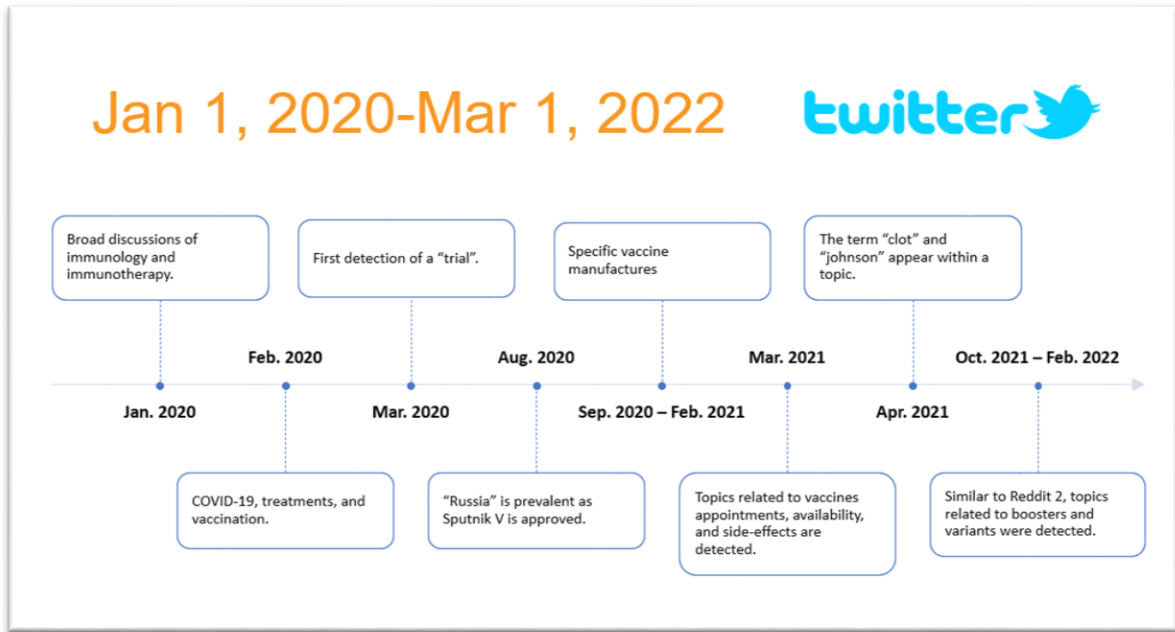 Jan 1, 2020-Mar 1, 2022
twitter
Broad discussions of
immunology and
immunotherapy.
First detection of a “trial”.
Specific vaccine
manufactures
The term “clot” and
“johnson” appear within a
topic.
Feb. 2020
Aug. 2020
Mar. 2021
Oct. 2021 – Feb. 2022
Jan. 2020
Mar. 2020
Sep. 2020 – Feb. 2021
Apr. 2021
COVID-19, treatments, and
vaccination.
“Russia” is prevalent as
Sputnik V is approved.
Topics related to vaccines
appointments, availability,
and side-effects are
detected.
Similar to Reddit 2, topics
related to boosters and
variants were detected.